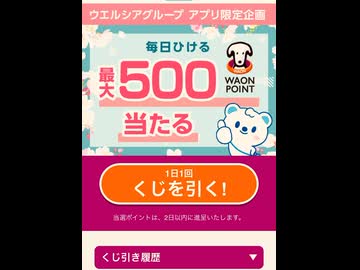 ウエルシアグループ アプリ限定企画
毎日ひける
最大500
WAON
POINT
当たる
1日1回
くじを引く!
当選ポイントは、2日以内に進呈いたします。
くじ引き履歴